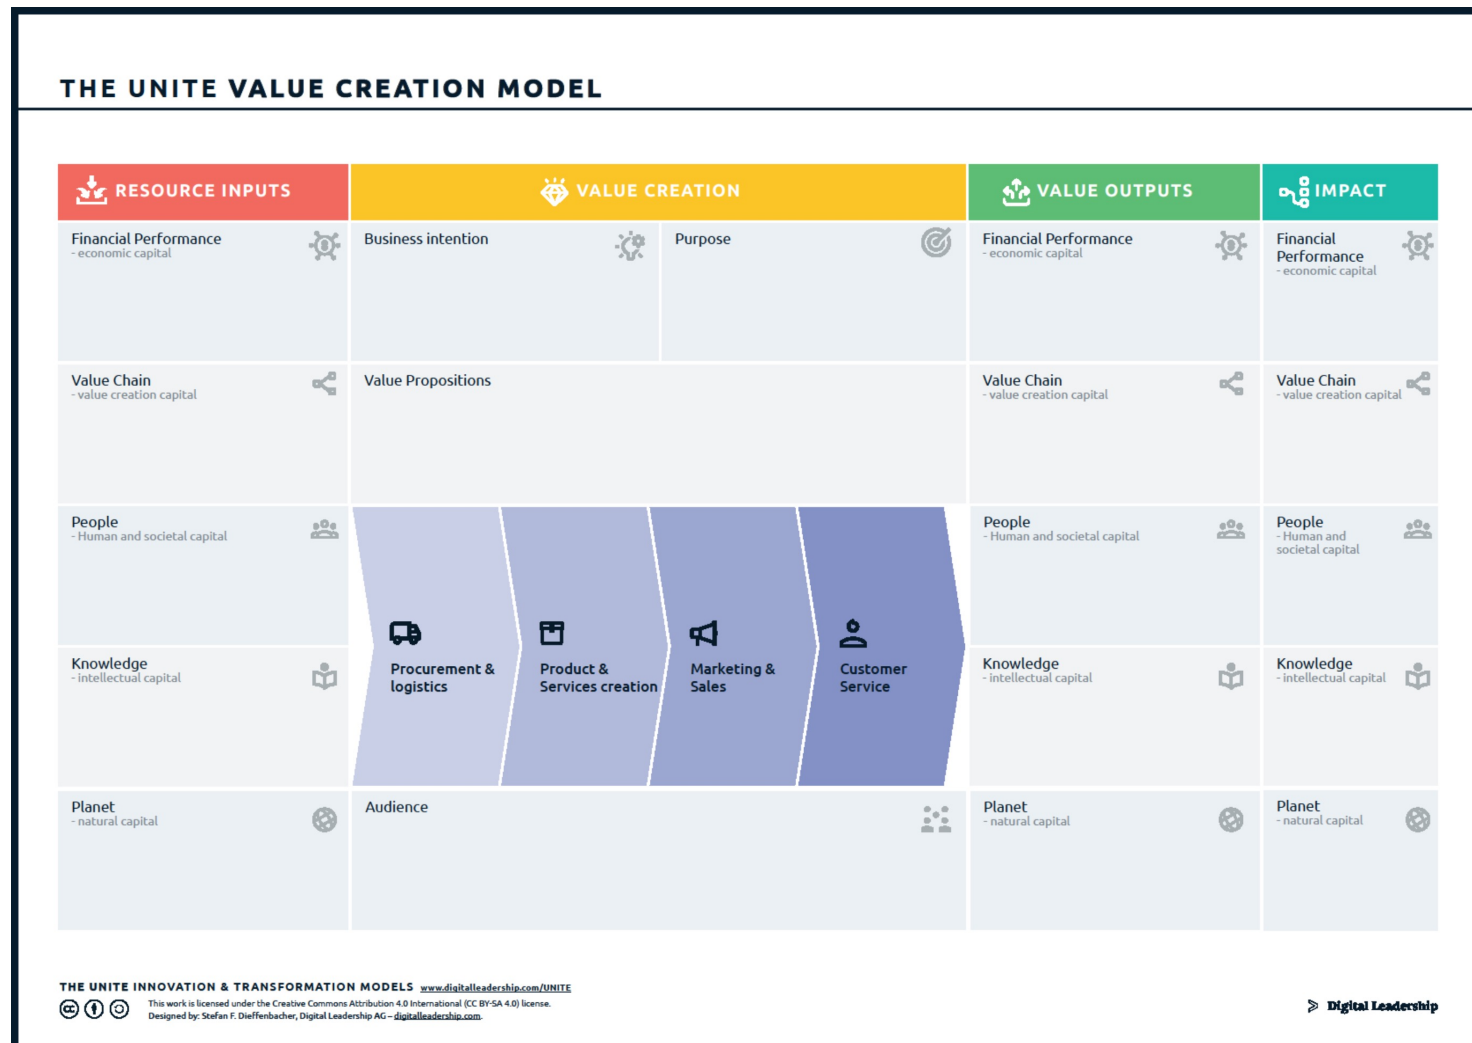 THE UNITE VALUE CREATION MODEL
RESOURCE INPUTS
VALUE CREATION
VALUE OUTPUTS
IMPACT
Financial Performance
- economic capital
Business intention
Purpose
Financial Performance
- economic capital
Financial
Performance
- economic capital
Value Chain
- value creation capital
Value Propositions
Value Chain
- value creation capital
Value Chain
- value creation capital
People
- Human and societal capital
People
- Human and societal capital
People
- Human and
societal capital
Procurement &
logistics
Product &
Services creation
Marketing &
Sales
Customer
Service
Knowledge
- intellectual capital
Knowledge
- intellectual capital
Knowledge
- intellectual capital
Planet
- natural capital
Audience
Planet
- natural capital
Planet
- natural capital
THE UNITE INNOVATION & TRANSFORMATION MODELS www.digitalleadership.com/UNITE
This work is licensed under the Creative Commons Attribution 4.0 International (CC BY-SA 4.0) license.
Designed by: Stefan F. Dieffenbacher, Digital Leadership AG – digitalleadership.com.
Digital Leadership